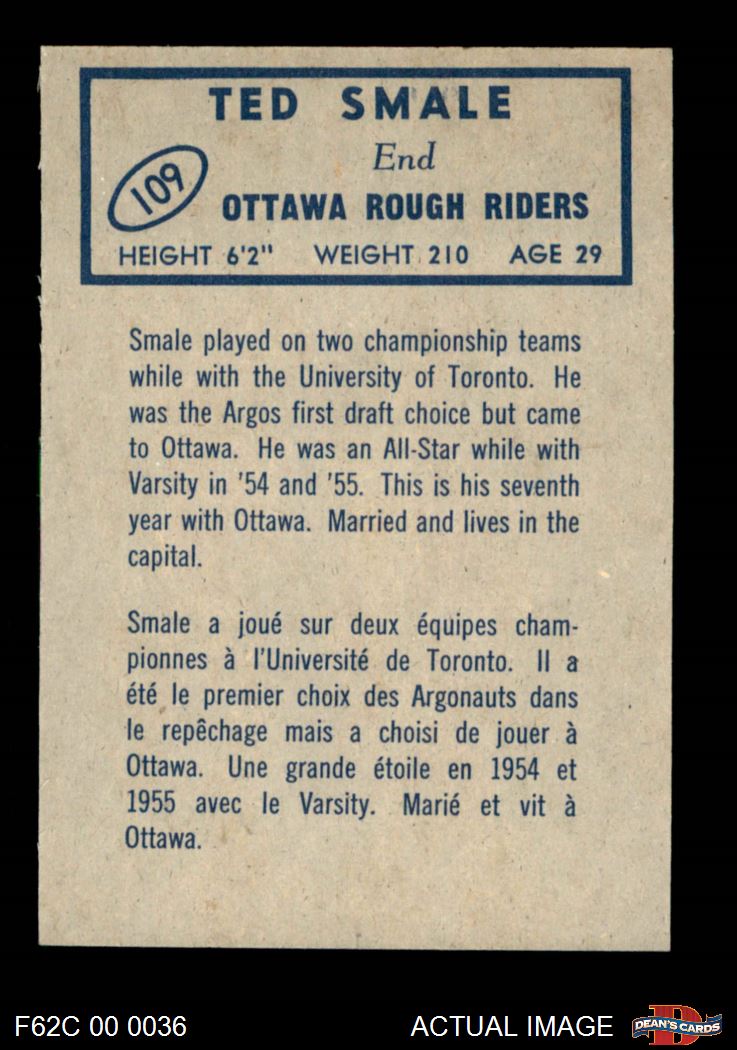 TED SMALE
End
109
OTTAWA ROUGH RIDERS
HEIGHT 6'2" WEIGHT 210 AGE 29
Smale played on two championship teams
while with the University of Toronto. He
was the Argos first draft choice but came
to Ottawa. He was an All-Star while with
Varsity in '54 and '55. This is his seventh
year with Ottawa. Married and lives in the
capital.
Smale a joué sur deux équipes cham-
pionnes à l'Université de Toronto. Il a
été le premier choix des Argonauts dans
le repêchage mais a choisi de jouer à
Ottawa. Une grande étoile en 1954 et
1955 avec le Varsity. Marié et vit à
Ottawa.
F62C 00 0036 ACTUAL IMAGE D DEAN'S CARDS